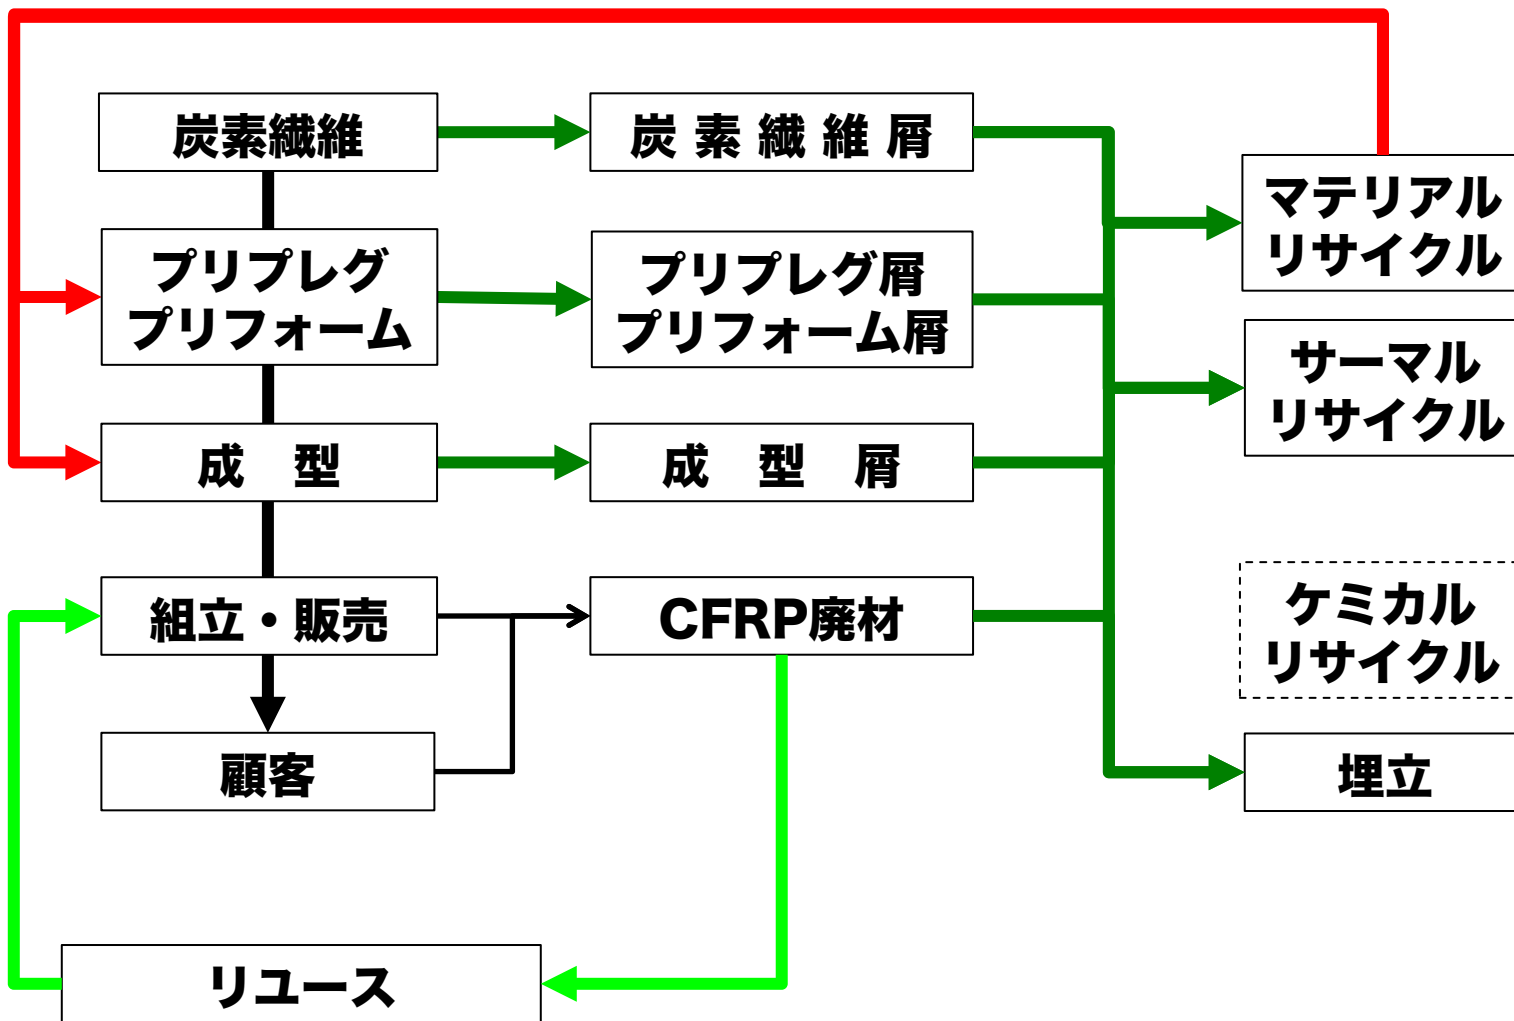 炭素繊維
炭 素 繊 維 屑
マテリアル
リサイクル
プリプレグ
プリフォーム
プリプレグ屑
プリフォーム屑
サーマル
リサイクル
成　型
成　型　屑
組立・販売
CFRP廃材
ケミカル
リサイクル
顧客
埋立
リユース